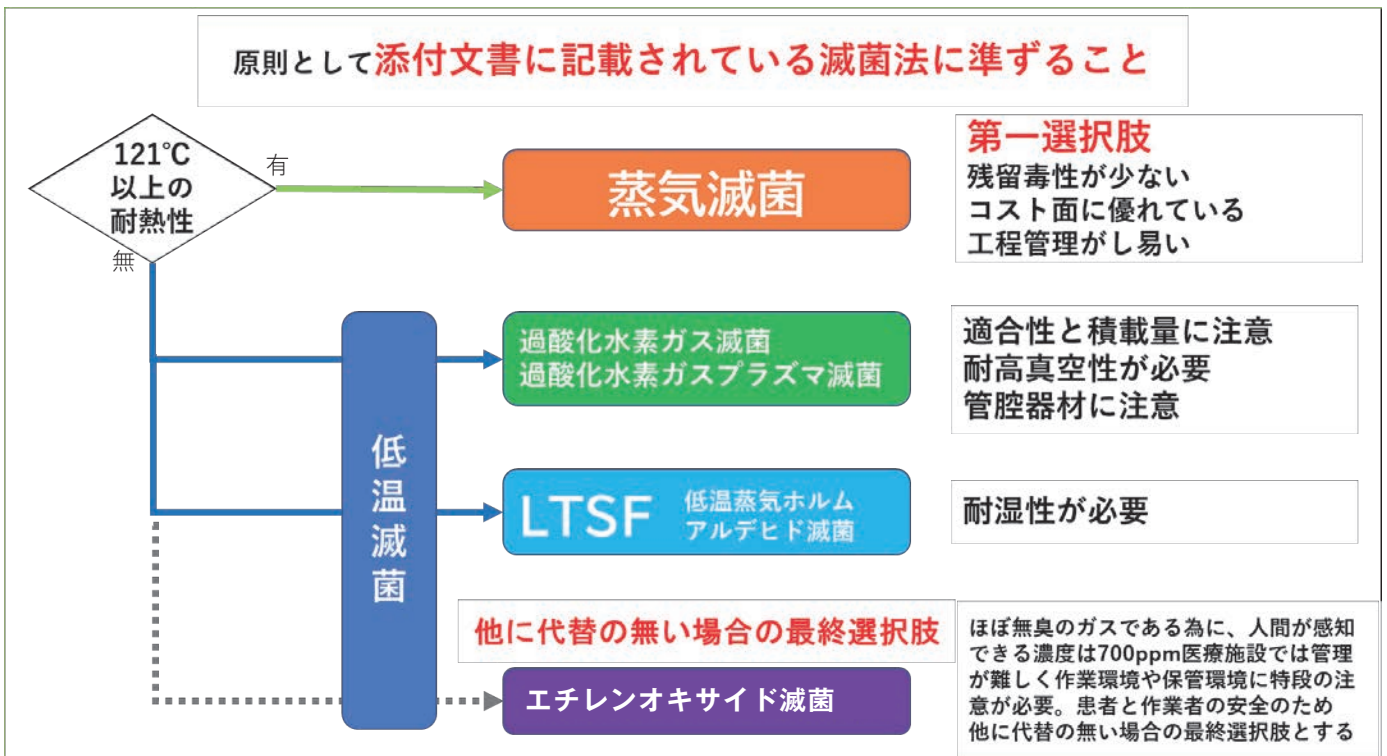 原則として添付文書に記載されている滅菌法に準ずること
121℃
以上の
耐熱性
有
無
蒸気滅菌
第一選択肢
残留毒性が少ない
コスト面に優れている
工程管理がし易い
低温滅菌
過酸化水素ガス滅菌
過酸化水素ガスプラズマ滅菌
適合性と積載量に注意
耐高真空性が必要
管腔器材に注意
LTSF
低温蒸気ホルム
アルデヒド滅菌
耐湿性が必要
他に代替の無い場合の最終選択肢
エチレンオキサイド滅菌
ほぼ無臭のガスである為に、人間が感知
できる濃度は700ppm医療施設では管理
が難しく作業環境や保管環境に特段の注
意が必要。患者と作業者の安全のため
他に代替の無い場合の最終選択肢とする